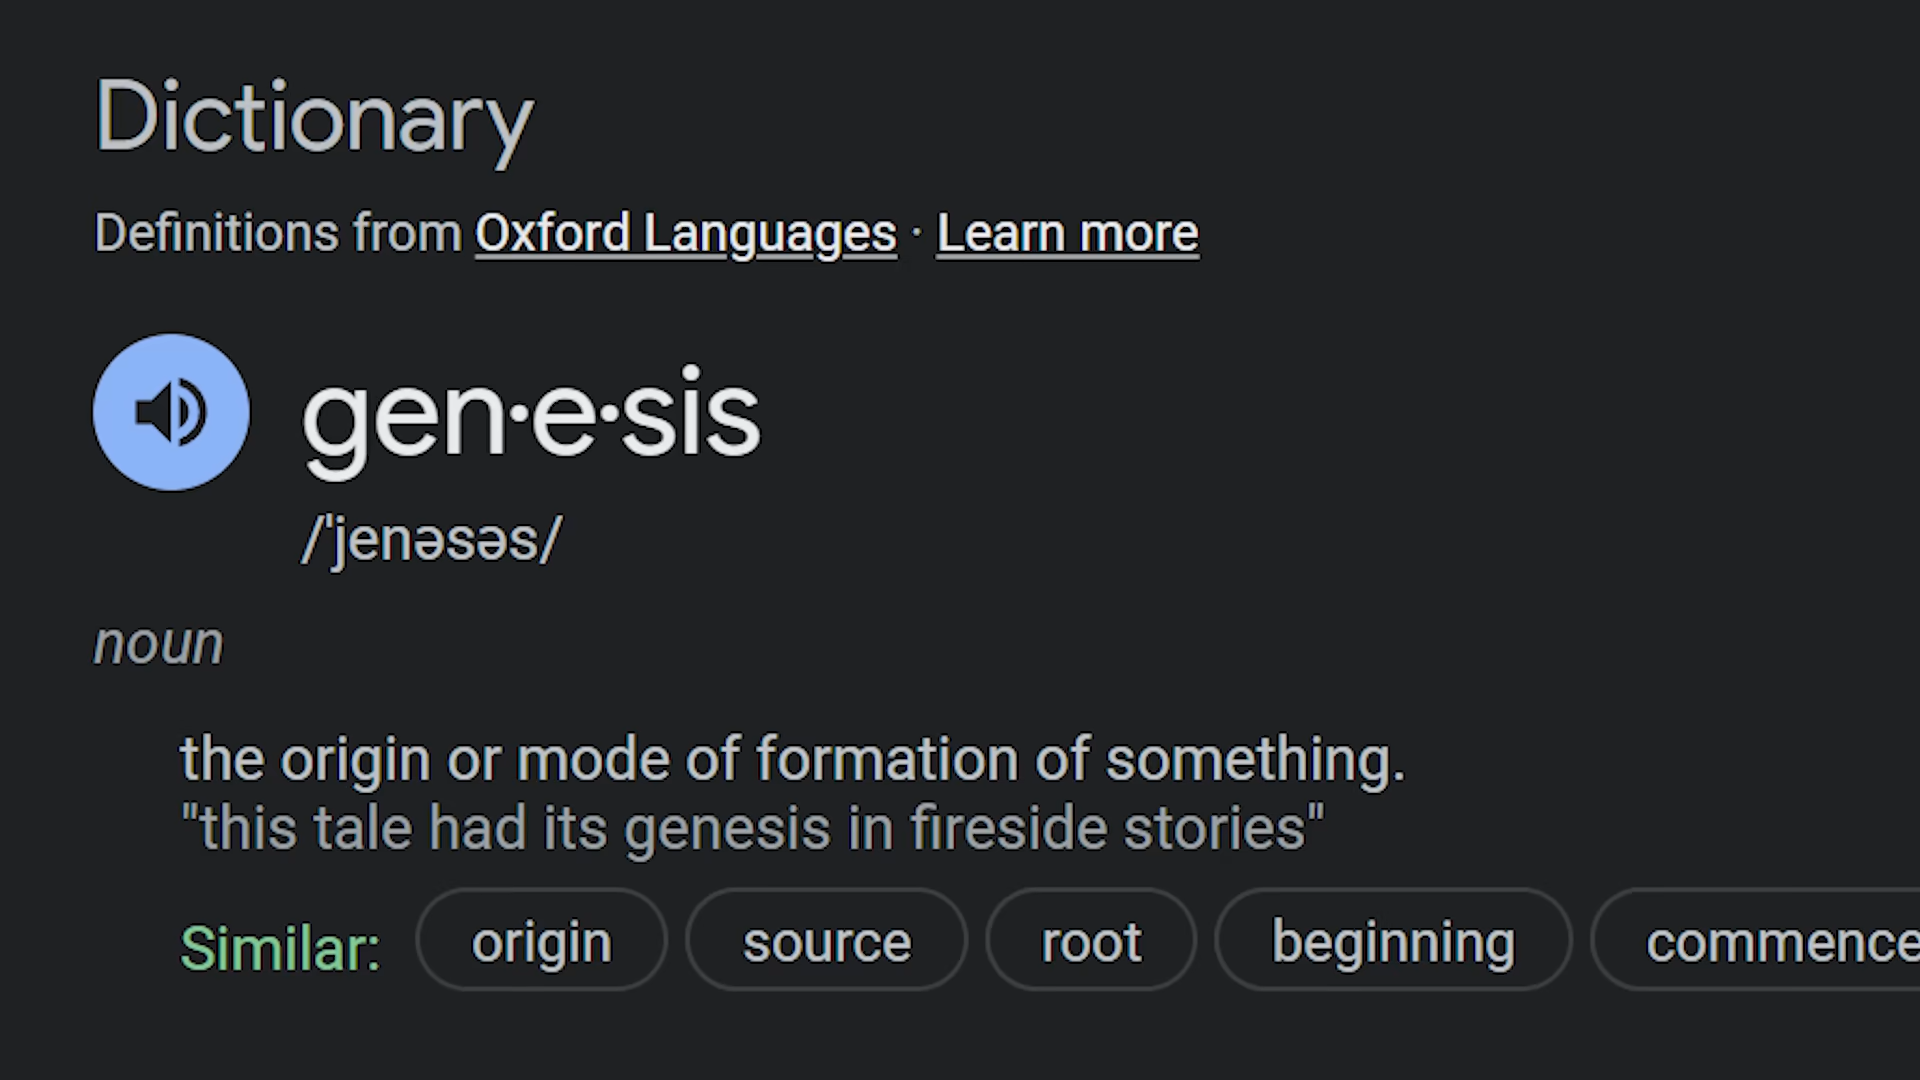 Dictionary
Definitions from Oxford Languages · Learn more
gen·e·sis
/ˈjenəsəs/
noun
the origin or mode of formation of something.
"this tale had its genesis in fireside stories"
Similar: origin source root beginning commence